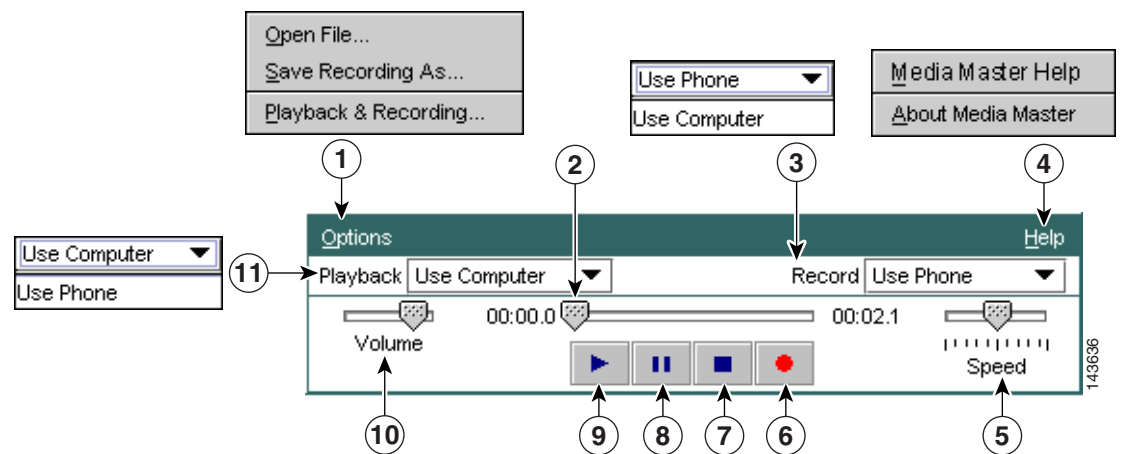 Open File...
Save Recording As...
Playback & Recording...
Use Phone
Use Computer
Media Master Help
About Media Master
1
2
3
4
Options
Help
Use Computer
Use Phone
11
Playback
Use Computer
Record
Use Phone
00:00.0
00:02.1
Volume
Speed
143636
10
9
8
7
6
5